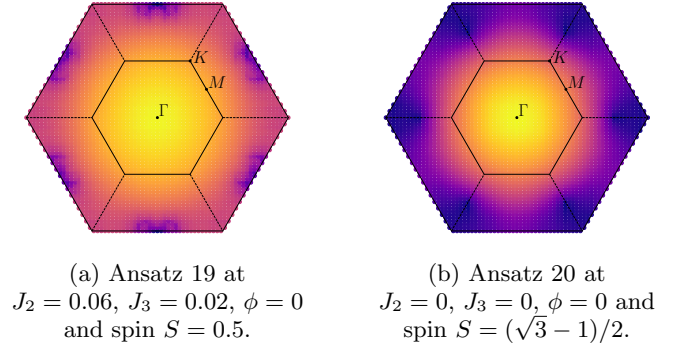 K
M
Γ
K
M
Γ
(a) Ansatz 19 at
J₂ = 0.06, J₃ = 0.02, ϕ = 0
and spin S = 0.5.
(b) Ansatz 20 at
J₂ = 0, J₃ = 0, ϕ = 0 and
spin S = (√3 − 1)/2.